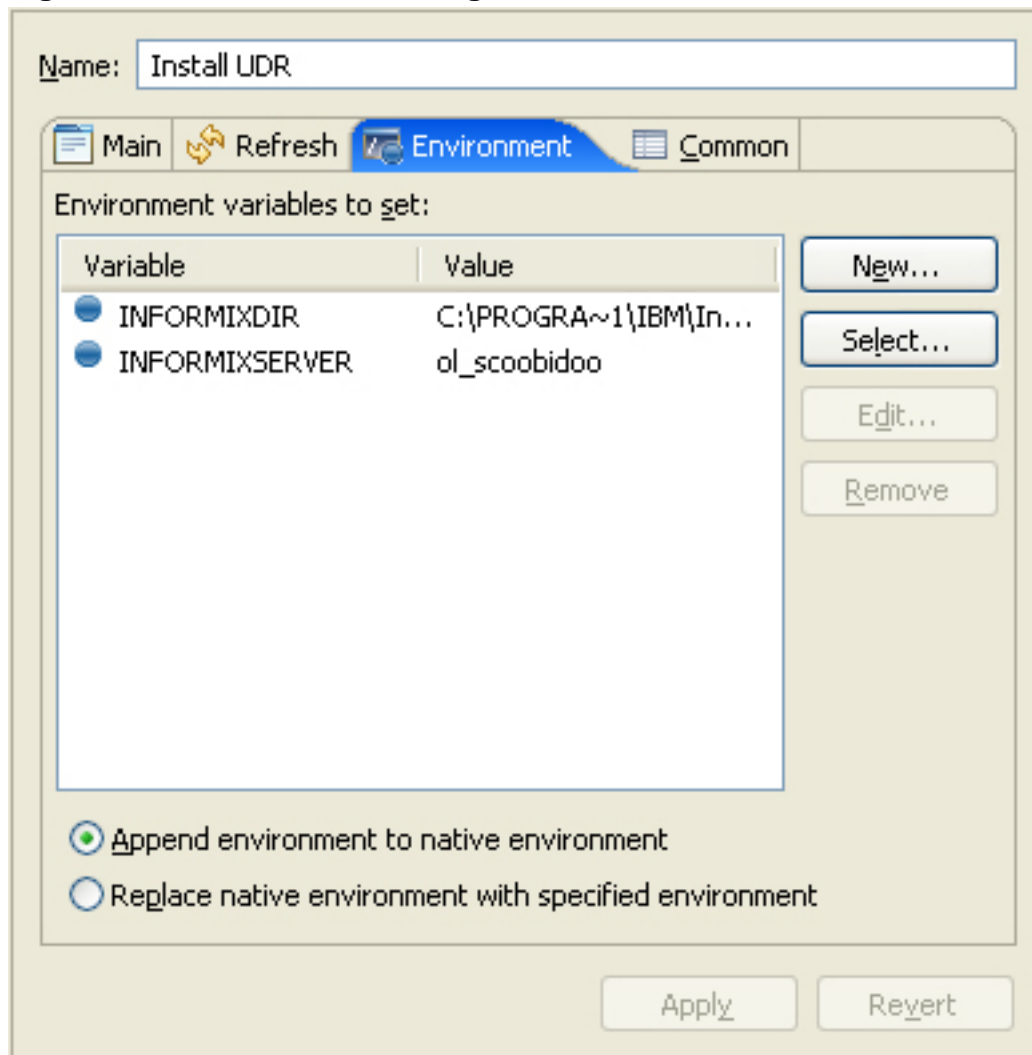 Name: Install UDR
Main Refresh Environment Common
Environment variables to set:
Variable Value
New...
INFORMIXDIR C:\PROGRA~1\IBM\In...
Select...
INFORMIXSERVER ol_scoobidoo
Edit...
Remove
Append environment to native environment
Replace native environment with specified environment
Apply Revert